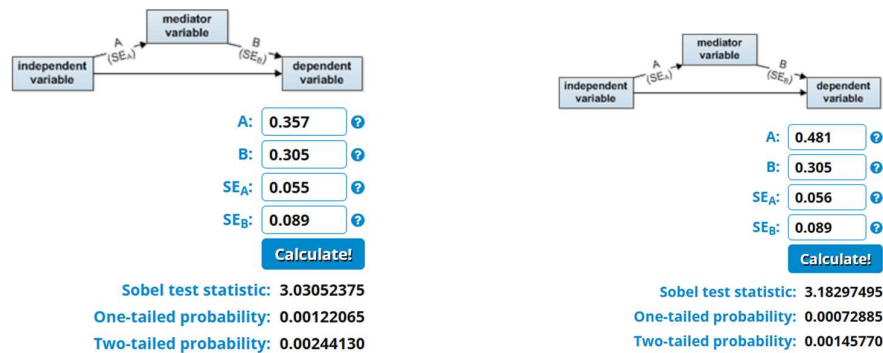 mediator
variable
A
(SEA)
B
(SEB)
independent
variable
dependent
variable
A: 0.357 ?
B: 0.305 ?
SEA: 0.055 ?
SEB: 0.089 ?
Calculate!
Sobel test statistic: 3.03052375
One-tailed probability: 0.00122065
Two-tailed probability: 0.00244130
mediator
variable
A
(SEA)
B
(SEB)
independent
variable
dependent
variable
A: 0.481 ?
B: 0.305 ?
SEA: 0.056 ?
SEB: 0.089 ?
Calculate!
Sobel test statistic: 3.18297495
One-tailed probability: 0.00072885
Two-tailed probability: 0.00145770